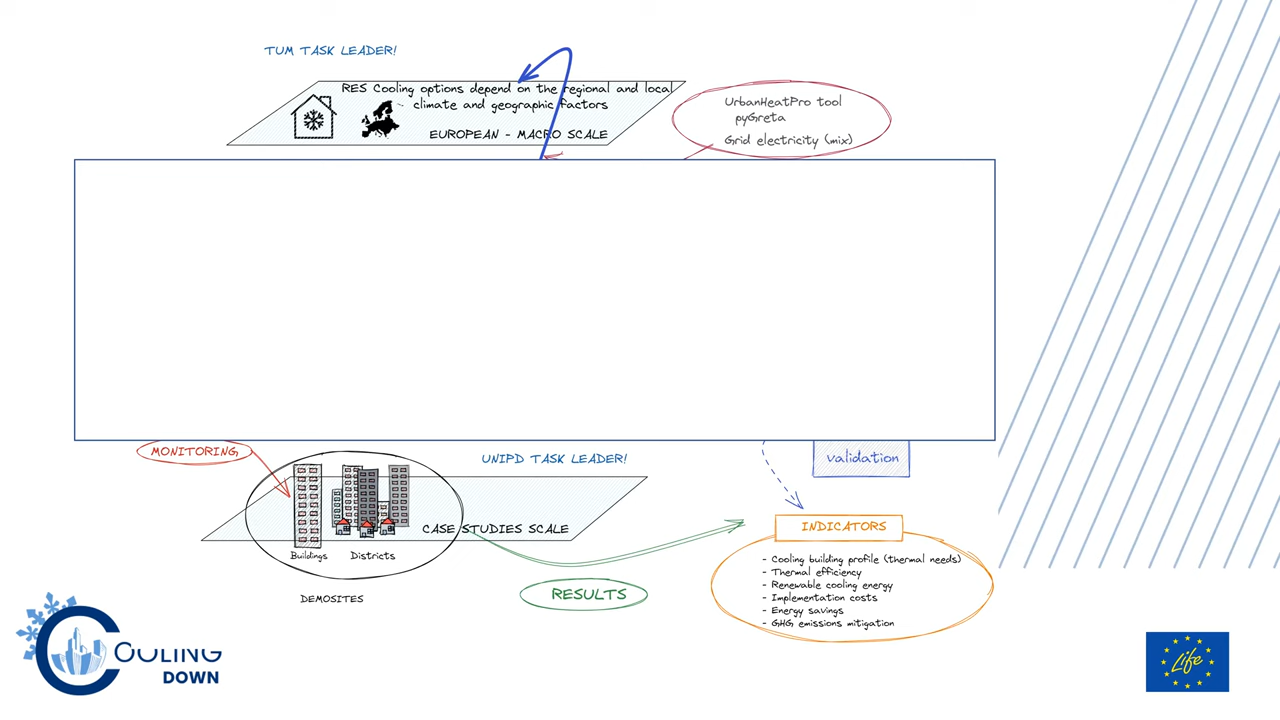 TUM TASK LEADER!
RES Cooling options depend on the regional and local
climate and geographic factors
EUROPEAN - MACRO SCALE
UrbanHeatPro tool
pyGreta
Grid electricity (mix)
MONITORING
UNIPD TASK LEADER!
validation
CASE STUDIES SCALE
Buildings
Districts
DEMOSITES
RESULTS
INDICATORS
- Cooling building profile (thermal needs)
- Thermal efficiency
- Renewable cooling energy
- Implementation costs
- Energy savings
- GHG emissions mitigation
COOLING
DOWN
Life